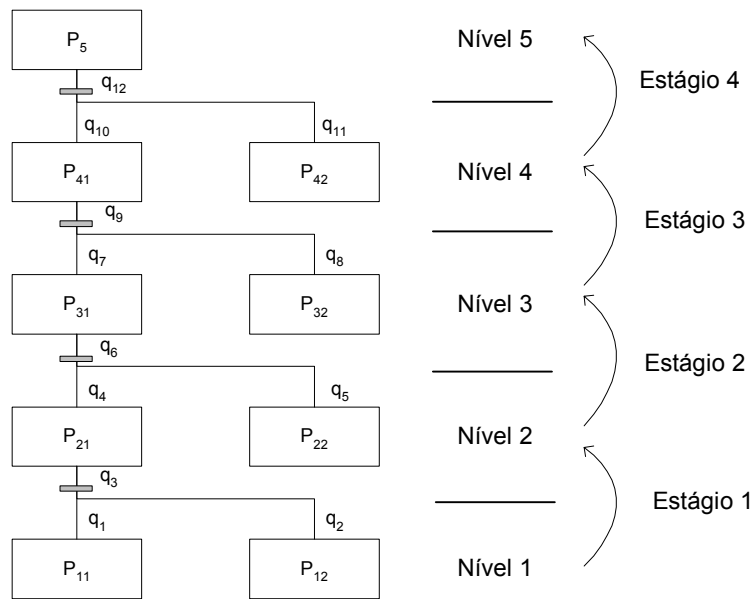 P5
Nível 5
q12
Estágio 4
q10
q11
P41
P42
Nível 4
q9
Estágio 3
q7
q8
P31
P32
Nível 3
q6
Estágio 2
q4
q5
P21
P22
Nível 2
q3
Estágio 1
q1
q2
P11
P12
Nível 1